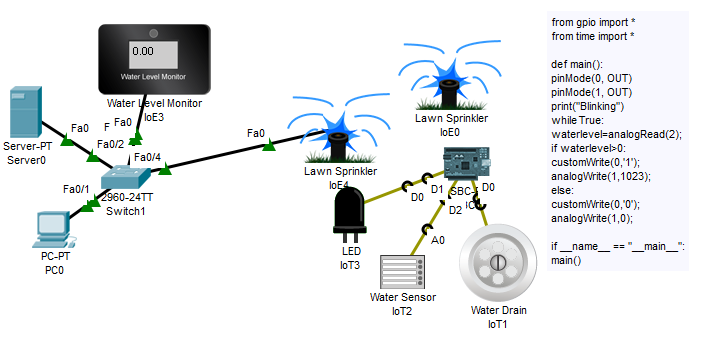 0.00
Water Level Monitor
Water Level Monitor
IoE3
Server-PT
Server0
Fa0
Fa0/2
F
Fa0
Fa0/4
Fa0
Fa0/1
2960-24TT
Switch1
PC-PT
PC0
Lawn Sprinkler
IoE4
Lawn Sprinkler
IoE0
SBC-
D0
D1
D2
D0
A0
LED
IoT3
Water Sensor
IoT2
Water Drain
IoT1
from gpio import *
from time import *
def main():
pinMode(0, OUT)
pinMode(1, OUT)
print("Blinking")
while True:
waterlevel=analogRead(2);
if waterlevel>0:
customWrite(0,'1');
analogWrite(1,1023);
else:
customWrite(0,'0');
analogWrite(1,0);
if __name__ == "__main__":
main()